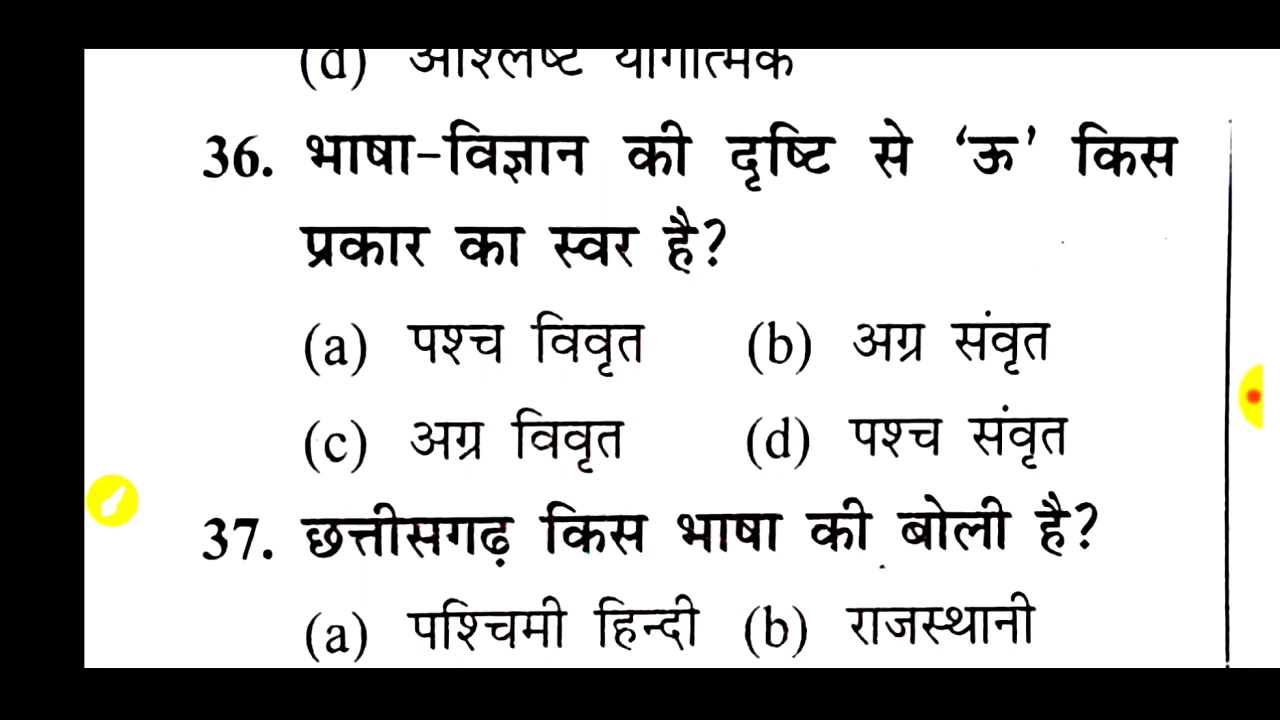 (d) अश्लिष्ट योगात्मक
36. भाषा-विज्ञान की दृष्टि से ‘ऊ’ किस
प्रकार का स्वर है?
(a) पश्च विवृत (b) अग्र संवृत
(c) अग्र विवृत (d) पश्च संवृत
37. छत्तीसगढ़ किस भाषा की बोली है?
(a) पश्चिमी हिन्दी (b) राजस्थानी